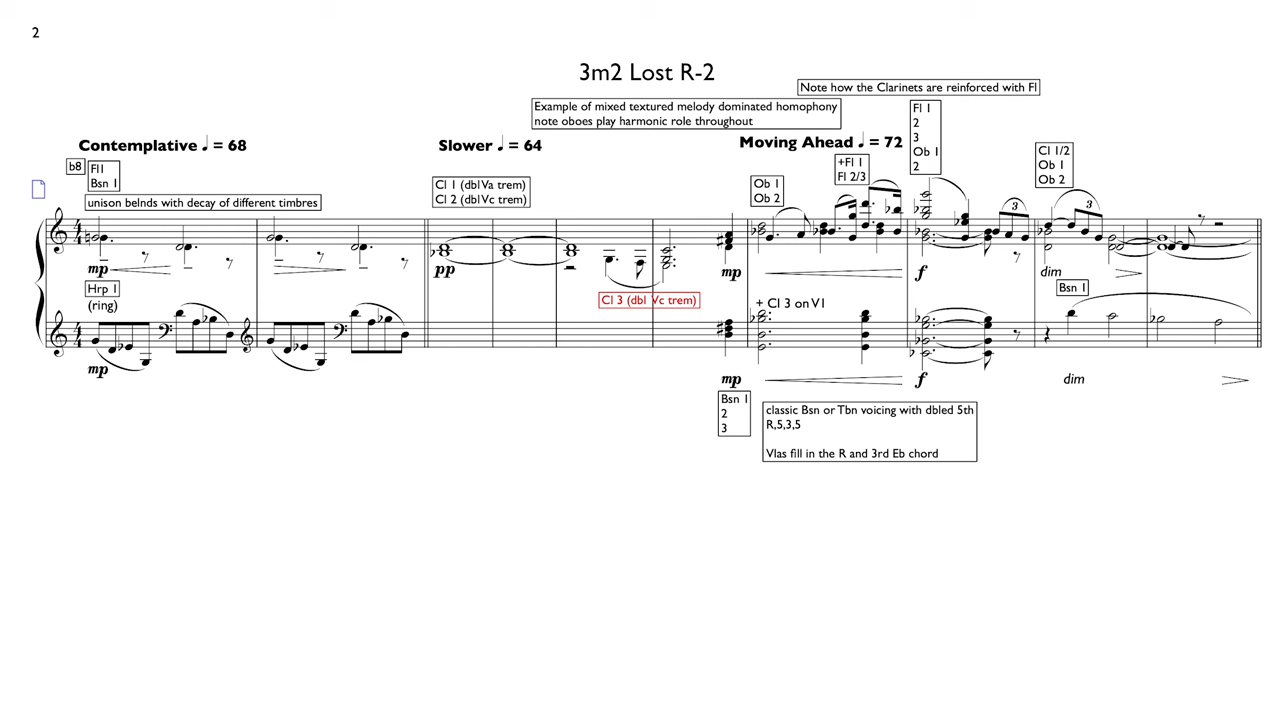 2
3m2 Lost R-2
Note how the Clarinets are reinforced with Fl
Example of mixed textured melody dominated homophony
note oboes play harmonic role throughout
Contemplative ♩ = 68
Slower ♩ = 64
Moving Ahead ♩ = 72
Fl 1
2
3
Ob 1
2
b8
Fl1
Bsn 1
unison belnds with decay of different timbres
Cl 1 (dbl Va trem)
Cl 2 (dbl Vc trem)
Ob 1
Ob 2
+Fl 1
Fl 2/3
Cl 1/2
Ob 1
Ob 2
3
3
4
4
mp
pp
mp
f
dim
Hrp 1
(ring)
Cl 3 (dbl Vc trem)
+ Cl 3 on V1
Bsn 1
4
4
mp
mp
f
dim
Bsn 1
2
3
classic Bsn or Tbn voicing with dbled 5th
R,5,3,5
Vlas fill in the R and 3rd Eb chord